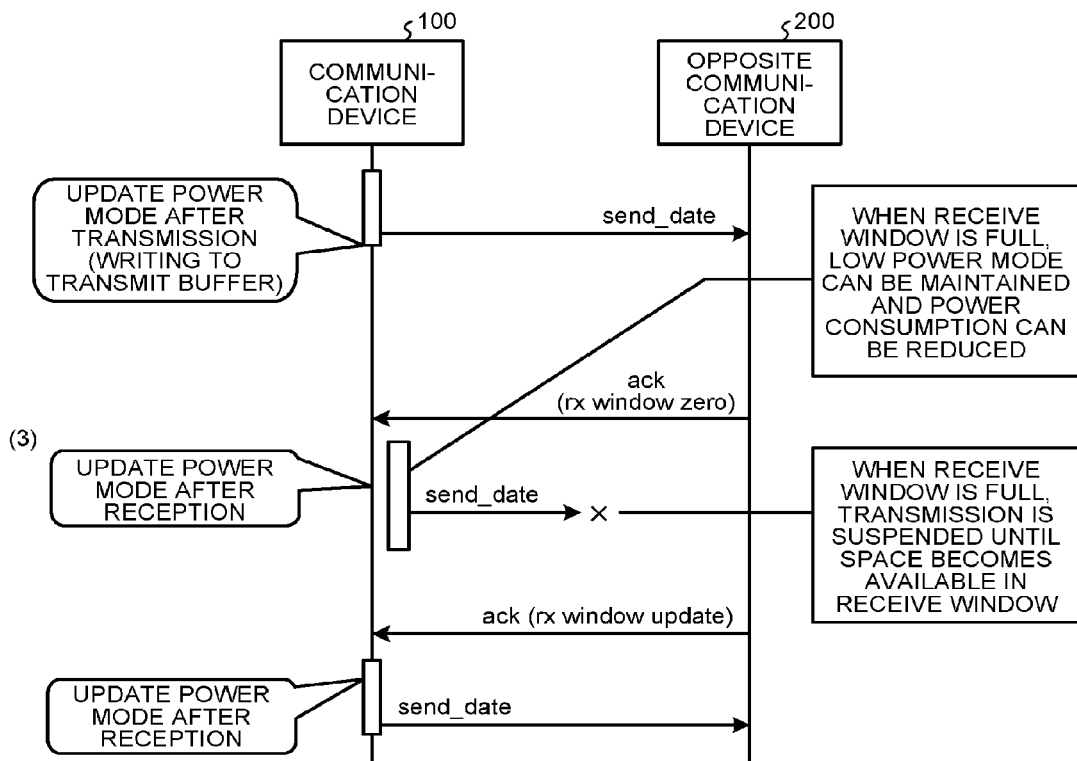 100
200
COMMUNI-
CATION
DEVICE
OPPOSITE
COMMUNI-
CATION
DEVICE
UPDATE POWER
MODE AFTER
TRANSMISSION
(WRITING TO
TRANSMIT BUFFER)
send_date
WHEN RECEIVE
WINDOW IS FULL,
LOW POWER MODE
CAN BE MAINTAINED
AND POWER
CONSUMPTION CAN
BE REDUCED
ack
(rx window zero)
(3)
UPDATE POWER
MODE AFTER
RECEPTION
send_date
×
WHEN RECEIVE
WINDOW IS FULL,
TRANSMISSION IS
SUSPENDED UNTIL
SPACE BECOMES
AVAILABLE IN
RECEIVE WINDOW
ack (rx window update)
UPDATE POWER
MODE AFTER
RECEPTION
send_date